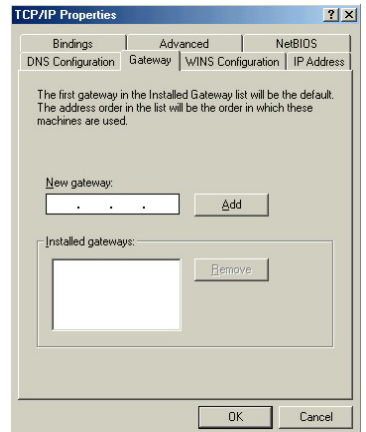 TCP/IP Properties
Bindings Advanced NetBIOS
DNS Configuration Gateway WINS Configuration IP Address
The first gateway in the Installed Gateway list will be the default.
The address order in the list will be the order in which these
machines are used.
New gateway:
. . .
Add
Installed gateways:
Remove
OK Cancel